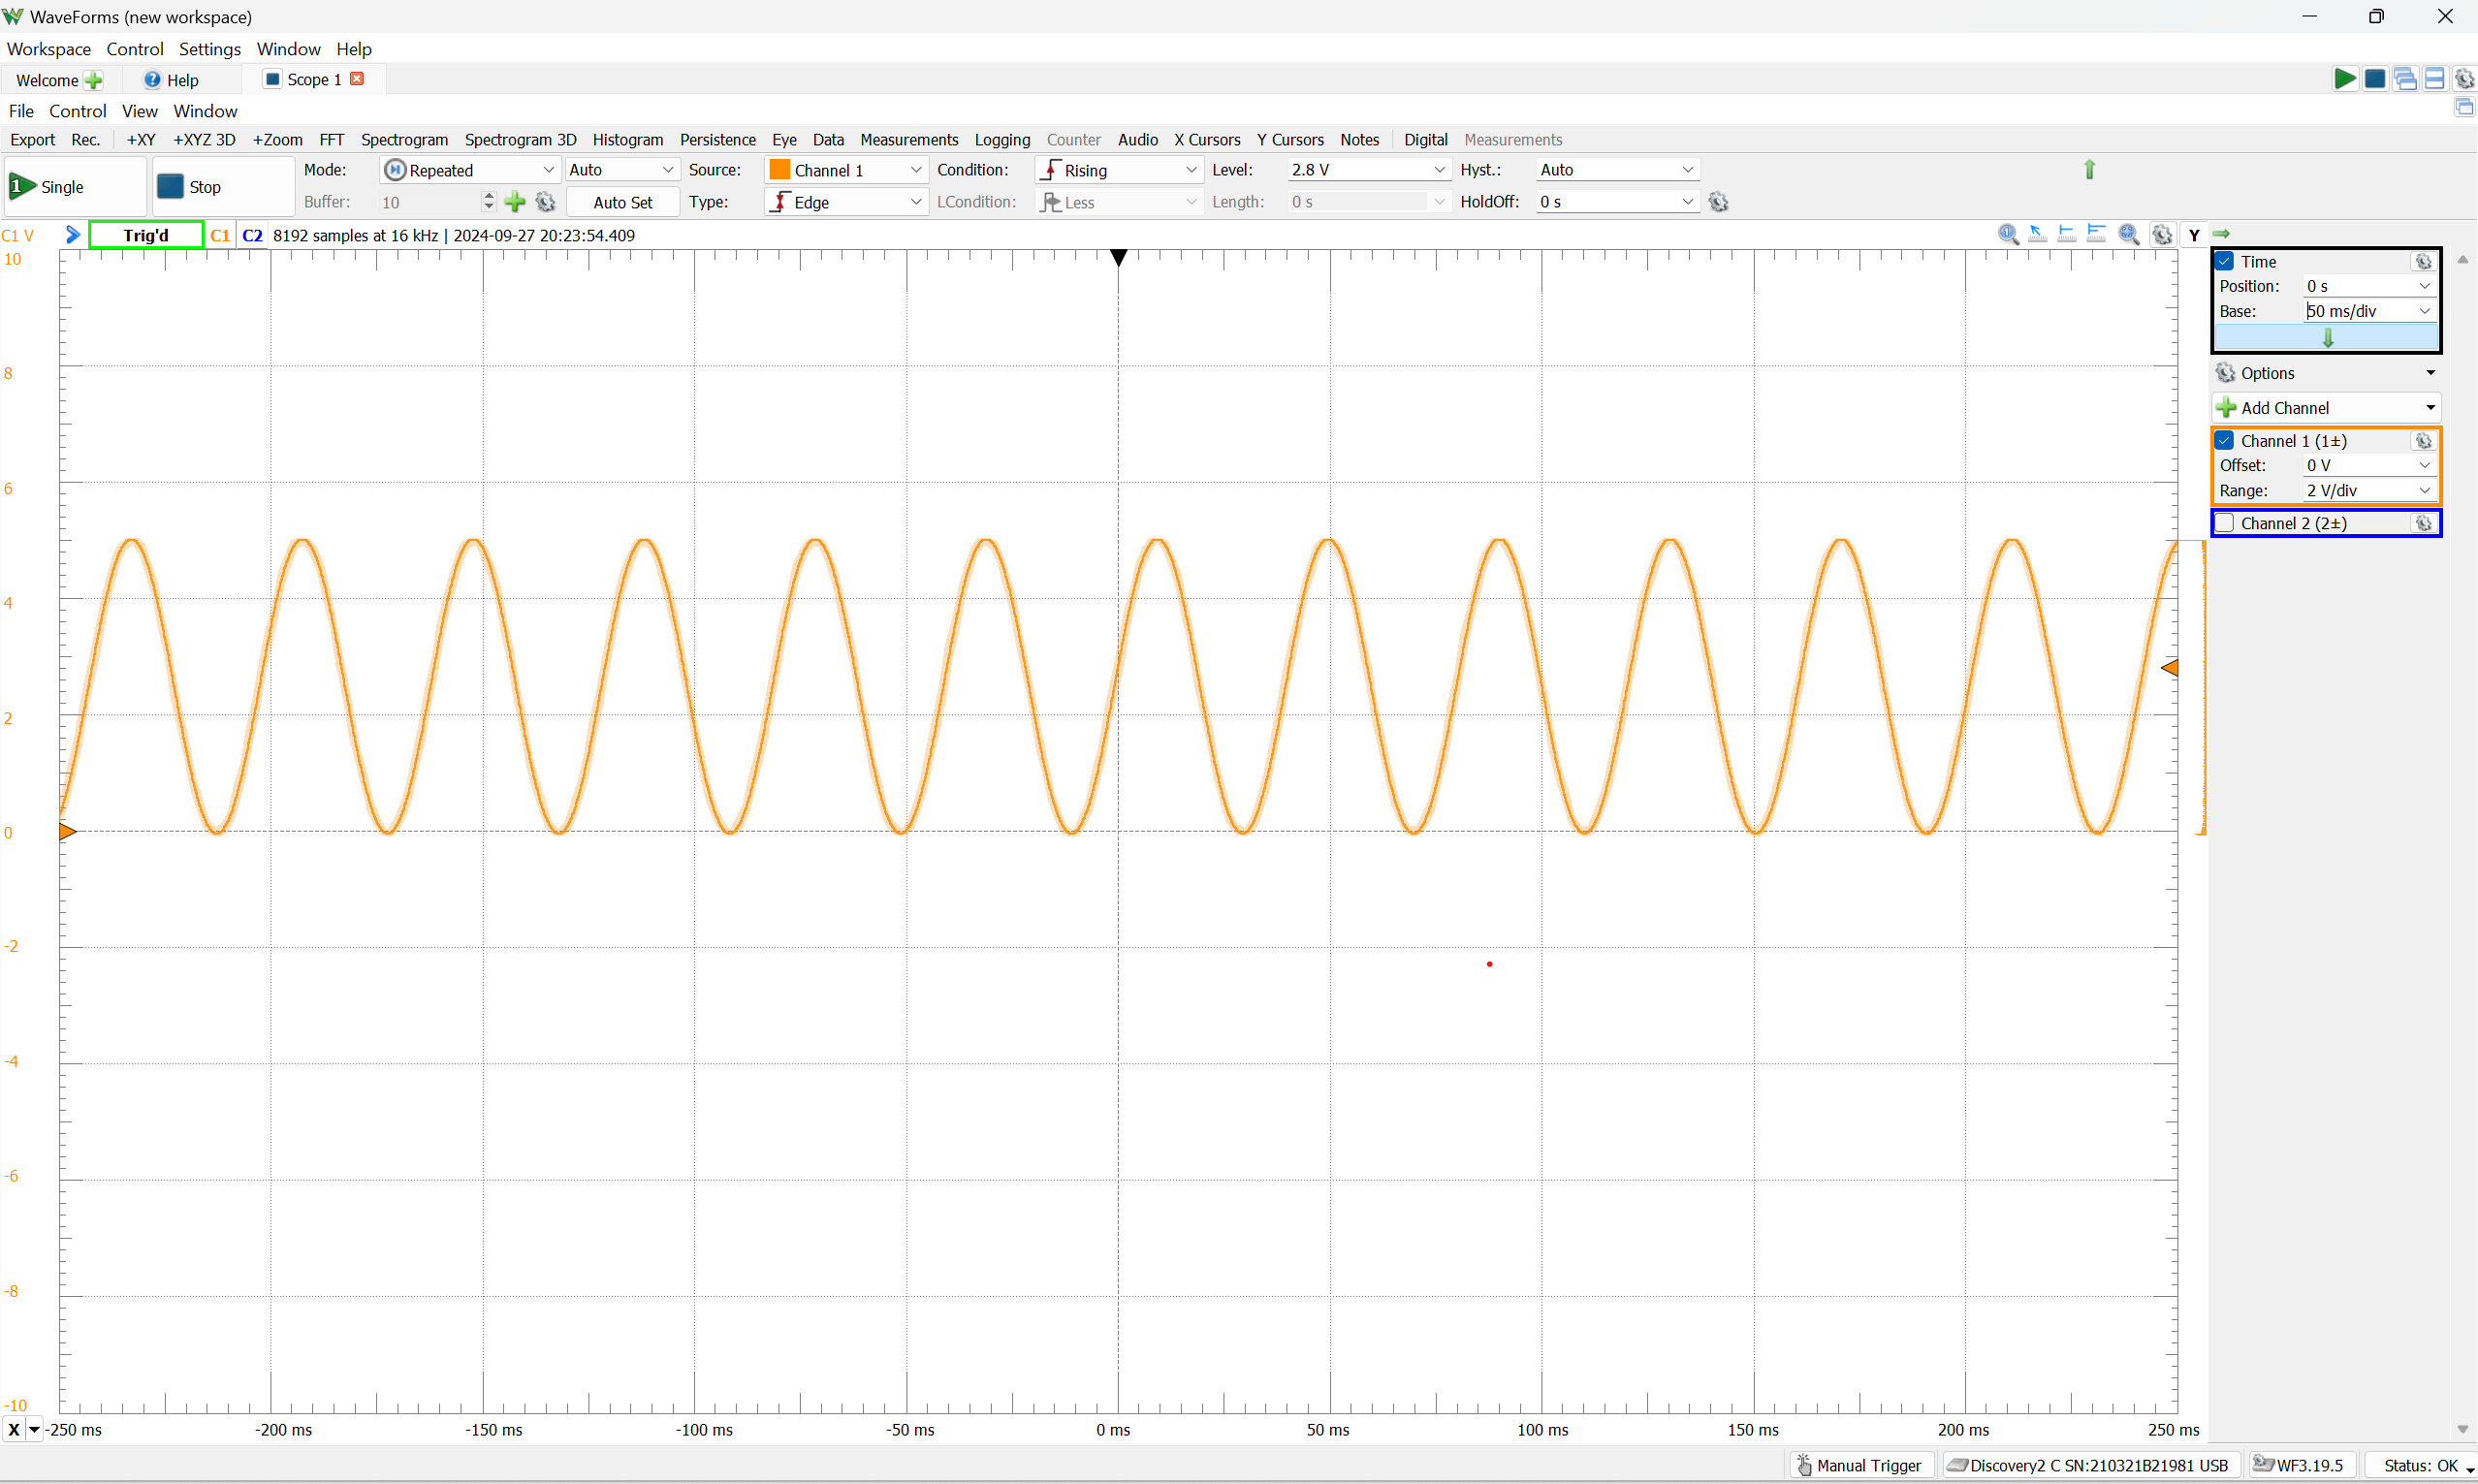 WaveForms (new workspace)
Workspace Control Settings Window Help
Welcome Help Scope 1
File Control View Window
Export Rec. +XY +XYZ 3D +Zoom FFT Spectrogram Spectrogram 3D Histogram Persistence Eye Data Measurements Logging Counter Audio X Cursors Y Cursors Notes Digital Measurements
1 Single Stop Mode: Repeated Auto Source: Channel 1 Condition: Rising Level: 2.8 V Hyst.: Auto
Buffer: 10 Auto Set Type: Edge LCondition: Less Length: 0 s HoldOff: 0 s
C1 V Trig'd C1 C2 8192 samples at 16 kHz | 2024-09-27 20:23:54.409 Y
10
8
6
4
2
0
-2
-4
-6
-8
-10
X -250 ms -200 ms -150 ms -100 ms -50 ms 0 ms 50 ms 100 ms 150 ms 200 ms 250 ms
Time
Position: 0 s
Base: 50 ms/div
Options
Add Channel
Channel 1 (1±)
Offset: 0 V
Range: 2 V/div
Channel 2 (2±)
Manual Trigger Discovery2 C SN:210321B21981 USB WF3.19.5 Status: OK